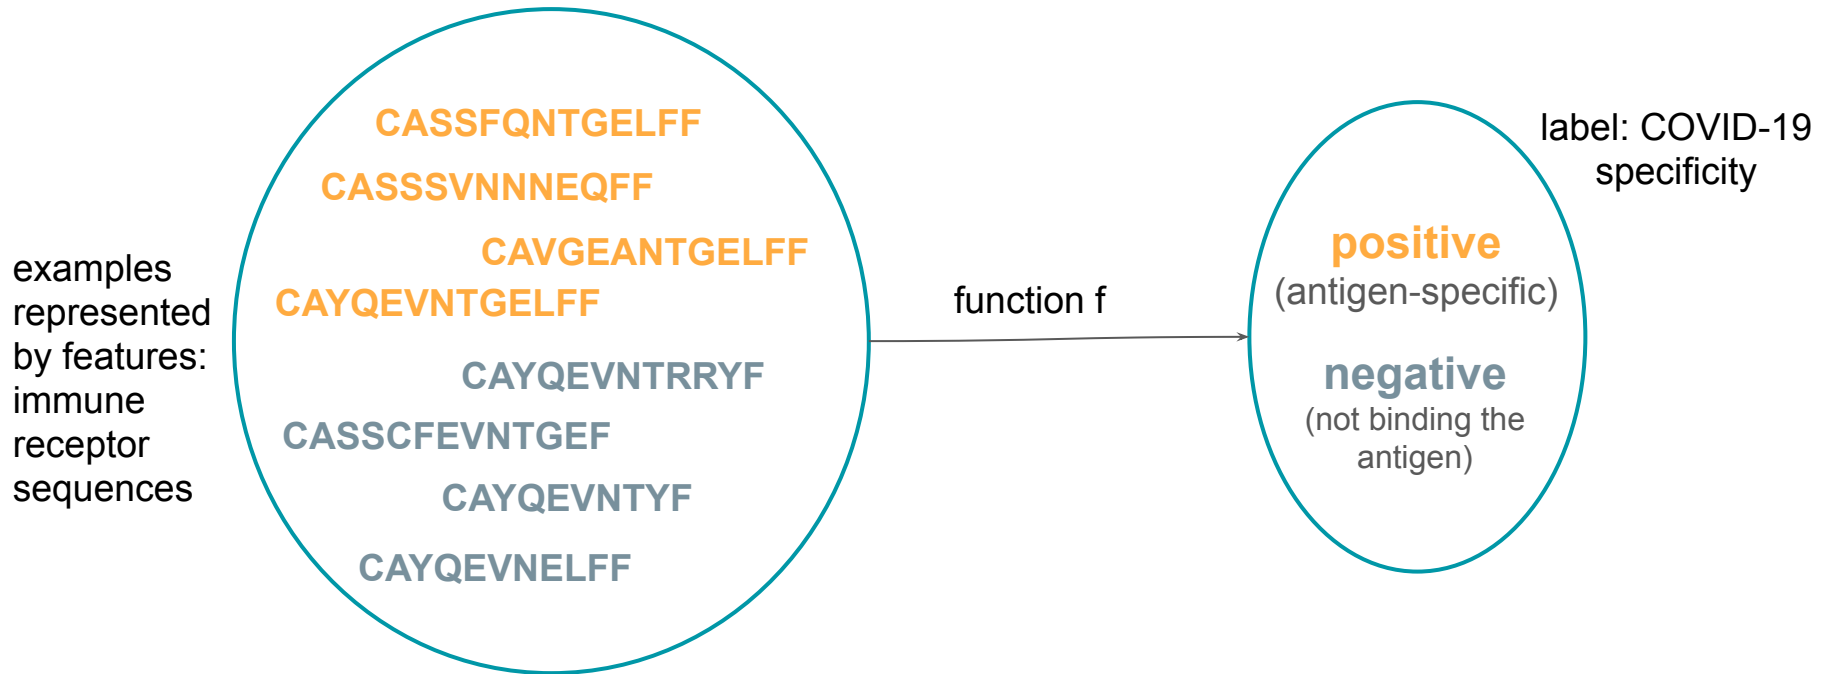 examples
represented
by features:
immune
receptor
sequences
CASSFQNTGELFF
CASSSVNNNEQFF
CAVGEANTGELFF
CAYQEVNTGELFF
CAYQEVNTRRYF
CASSCFEVNTGEF
CAYQEVNTYF
CAYQEVNELFF
function f
label: COVID-19
specificity
positive
(antigen-specific)
negative
(not binding the
antigen)